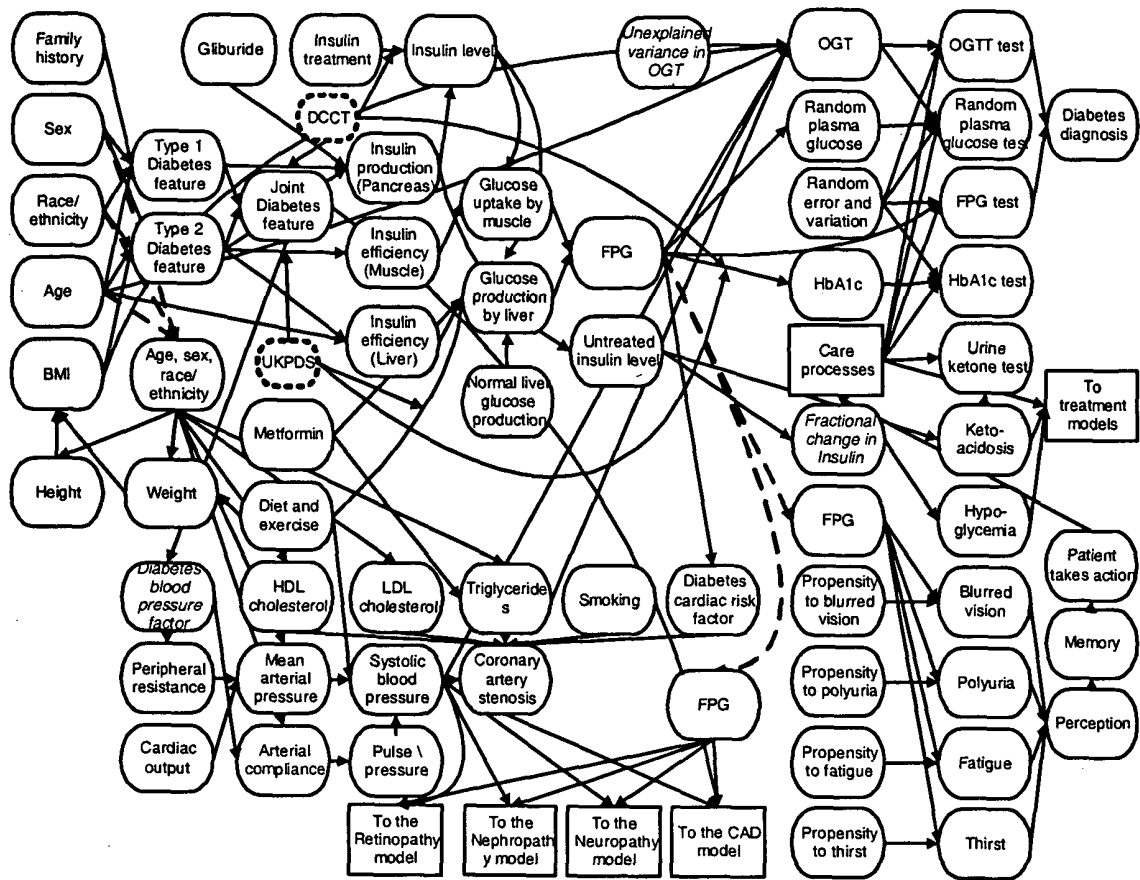 Family
history
Gliburide
Insulin
treatment
Insulin level
Unexplained
variance in
OGT
OGT
OGTT test
DCCT
Sex
Random
plasma
glucose
Random
plasma
glucose test
Diabetes
diagnosis
Type 1
Diabetes
feature
Insulin
production
(Pancreas)
Joint
Diabetes
feature
Glucose
uptake by
muscle
Race/
ethnicity
Random
error and
variation
FPG test
Type 2
Diabetes
feature
Insulin
efficiency
(Muscle)
FPG
Age
Glucose
production
by liver
HbA1c
HbA1c test
Insulin
efficiency
(Liver)
Untreated
insulin level
BMI
Age, sex,
race/
ethnicity
UKPDS
Care
processes
Urine
ketone test
Normal liver
glucose
production
To
treatment
models
Metformin
Fractional
change in
Insulin
Keto-
acidosis
Height
Weight
Diet and
exercise
FPG
Hypo-
glycemia
Patient
takes action
Diabetes
blood
pressure
factor
HDL
cholesterol
LDL
cholesterol
Triglyceride
s
Smoking
Diabetes
cardiac risk
factor
Propensity
to blurred
vision
Blurred
vision
Memory
Peripheral
resistance
Mean
arterial
pressure
Systolic
blood
pressure
Coronary
artery
stenosis
FPG
Propensity
to polyuria
Polyuria
Perception
Cardiac
output
Arterial
compliance
Pulse \
pressure
Propensity
to fatigue
Fatigue
To the
Retinopathy
model
To the
Nephropath
y model
To the
Neuropathy
model
To the CAD
model
Propensity
to thirst
Thirst